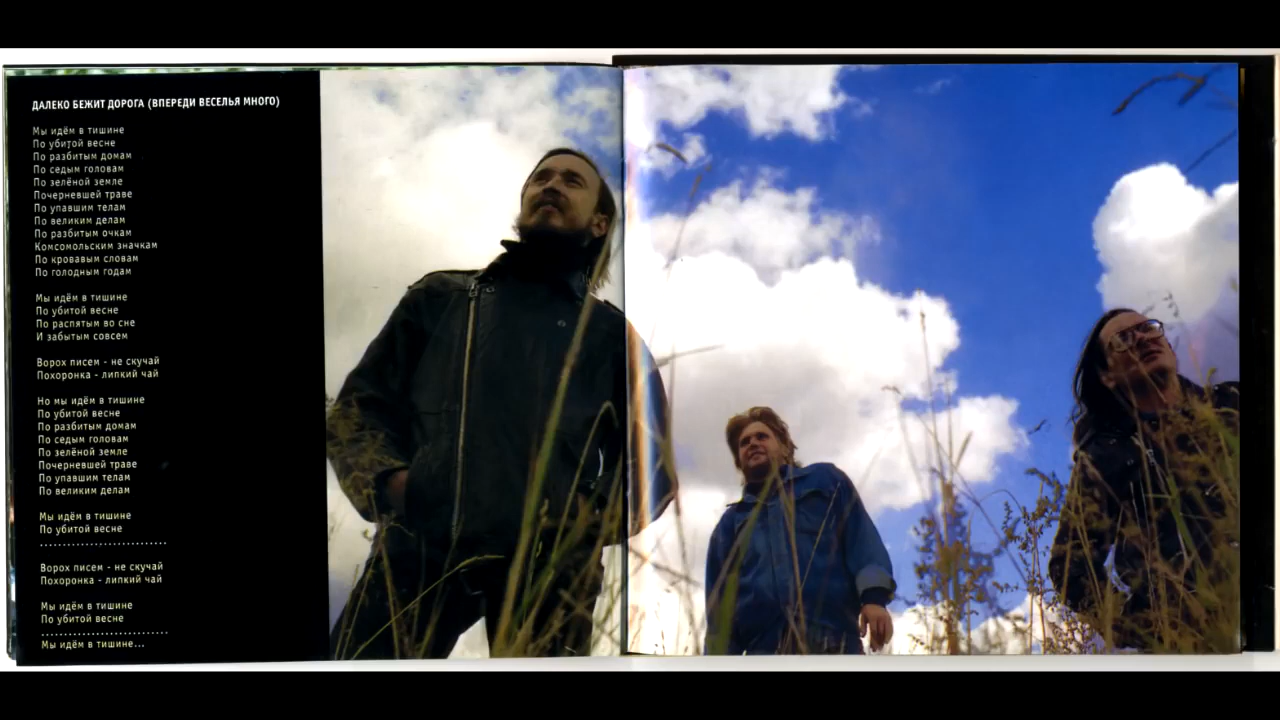 ДАЛЕКО БЕЖИТ ДОРОГА (ВПЕРЕДИ ВЕСЕЛЬЯ МНОГО)
Мы идём в тишине
По убитой весне
По разбитым домам
По седым головам
По зелёной земле
Почерневшей траве
По упавшим телам
По великим делам
По разбитым очкам
Комсомольским значкам
По кровавым словам
По голодным годам
Мы идём в тишине
По убитой весне
По распятым во сне
И забытым совсем
Ворох писем - не скучай
Похоронка - липкий чай
Но мы идём в тишине
По убитой весне
По разбитым домам
По седым головам
По зелёной земле
Почерневшей траве
По упавшим телам
По великим делам
Мы идём в тишине
По убитой весне
............................
Ворох писем - не скучай
Похоронка - липкий чай
Мы идём в тишине
По убитой весне
............................
Мы идём в тишине...